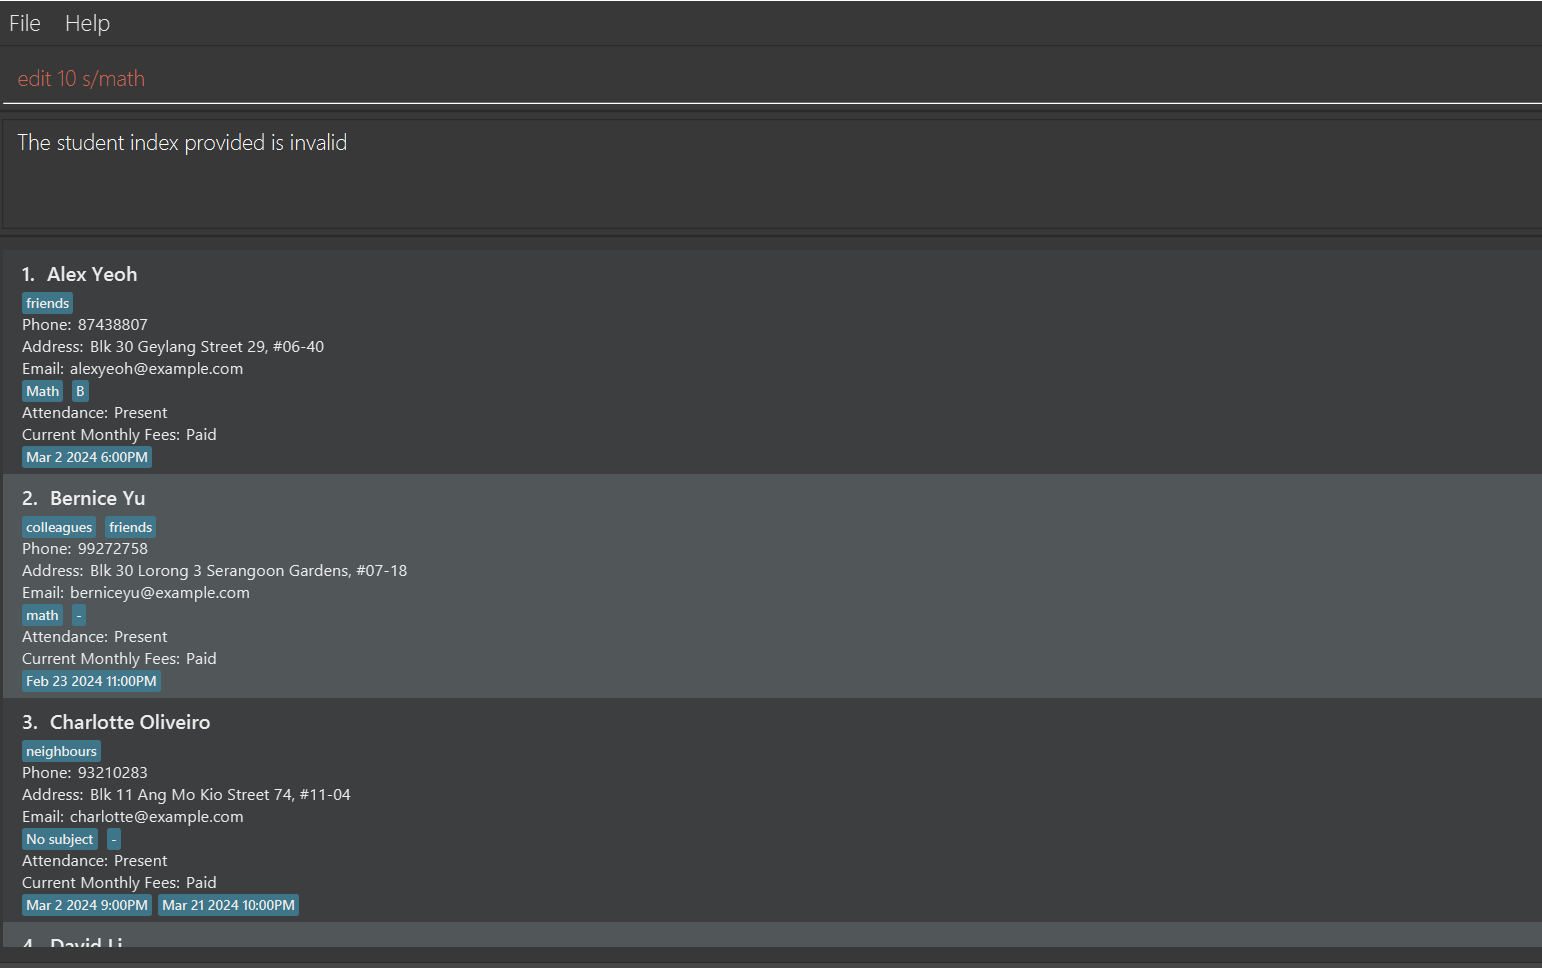 File Help
edit 10 s/math
The student index provided is invalid
1. Alex Yeoh
friends
Phone: 87438807
Address: Blk 30 Geylang Street 29, #06-40
Email: alexyeoh@example.com
Math B
Attendance: Present
Current Monthly Fees: Paid
Mar 2 2024 6:00PM
2. Bernice Yu
colleagues friends
Phone: 99272758
Address: Blk 30 Lorong 3 Serangoon Gardens, #07-18
Email: berniceyu@example.com
math -
Attendance: Present
Current Monthly Fees: Paid
Feb 23 2024 11:00PM
3. Charlotte Oliveiro
neighbours
Phone: 93210283
Address: Blk 11 Ang Mo Kio Street 74, #11-04
Email: charlotte@example.com
No subject -
Attendance: Present
Current Monthly Fees: Paid
Mar 2 2024 9:00PM Mar 21 2024 10:00PM
4. David Li